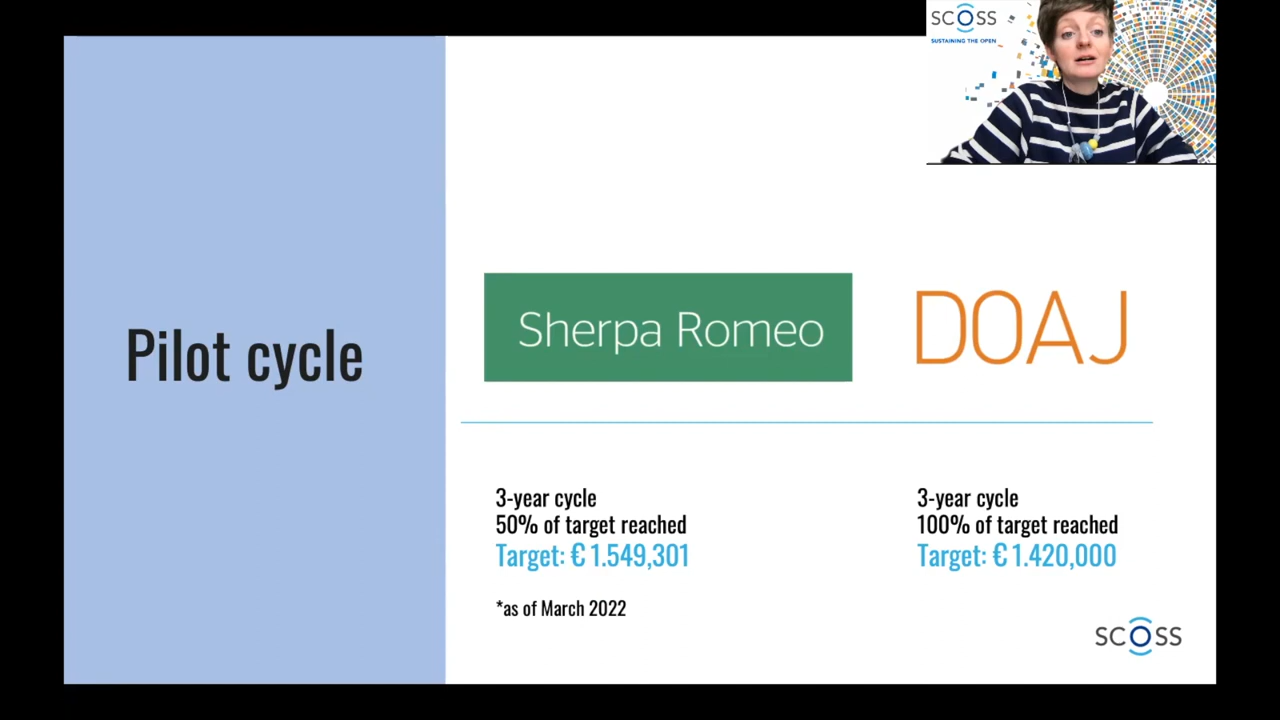 SCOSS
SUSTAINING THE OPEN
Pilot cycle
Sherpa Romeo
DOAJ
3-year cycle
50% of target reached
Target: € 1.549,301
*as of March 2022
3-year cycle
100% of target reached
Target: € 1.420,000
SCOSS